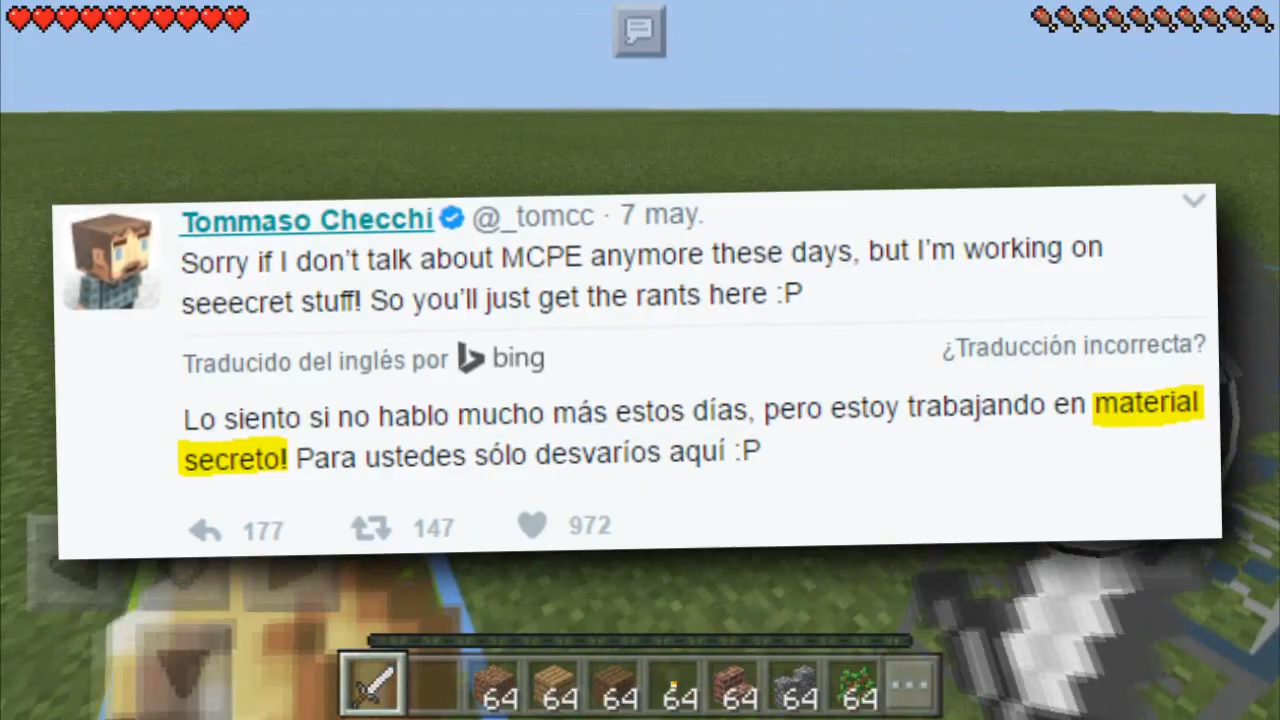 Tommaso Checchi @_tomcc · 7 may.
Sorry if I don't talk about MCPE anymore these days, but I'm working on
seeecret stuff! So you'll just get the rants here :P
Traducido del inglés por bing
¿Traducción incorrecta?
Lo siento si no hablo mucho más estos días, pero estoy trabajando en material
secreto! Para ustedes sólo desvaríos aquí :P
177 147 972
64 64 64 64 64 64 64